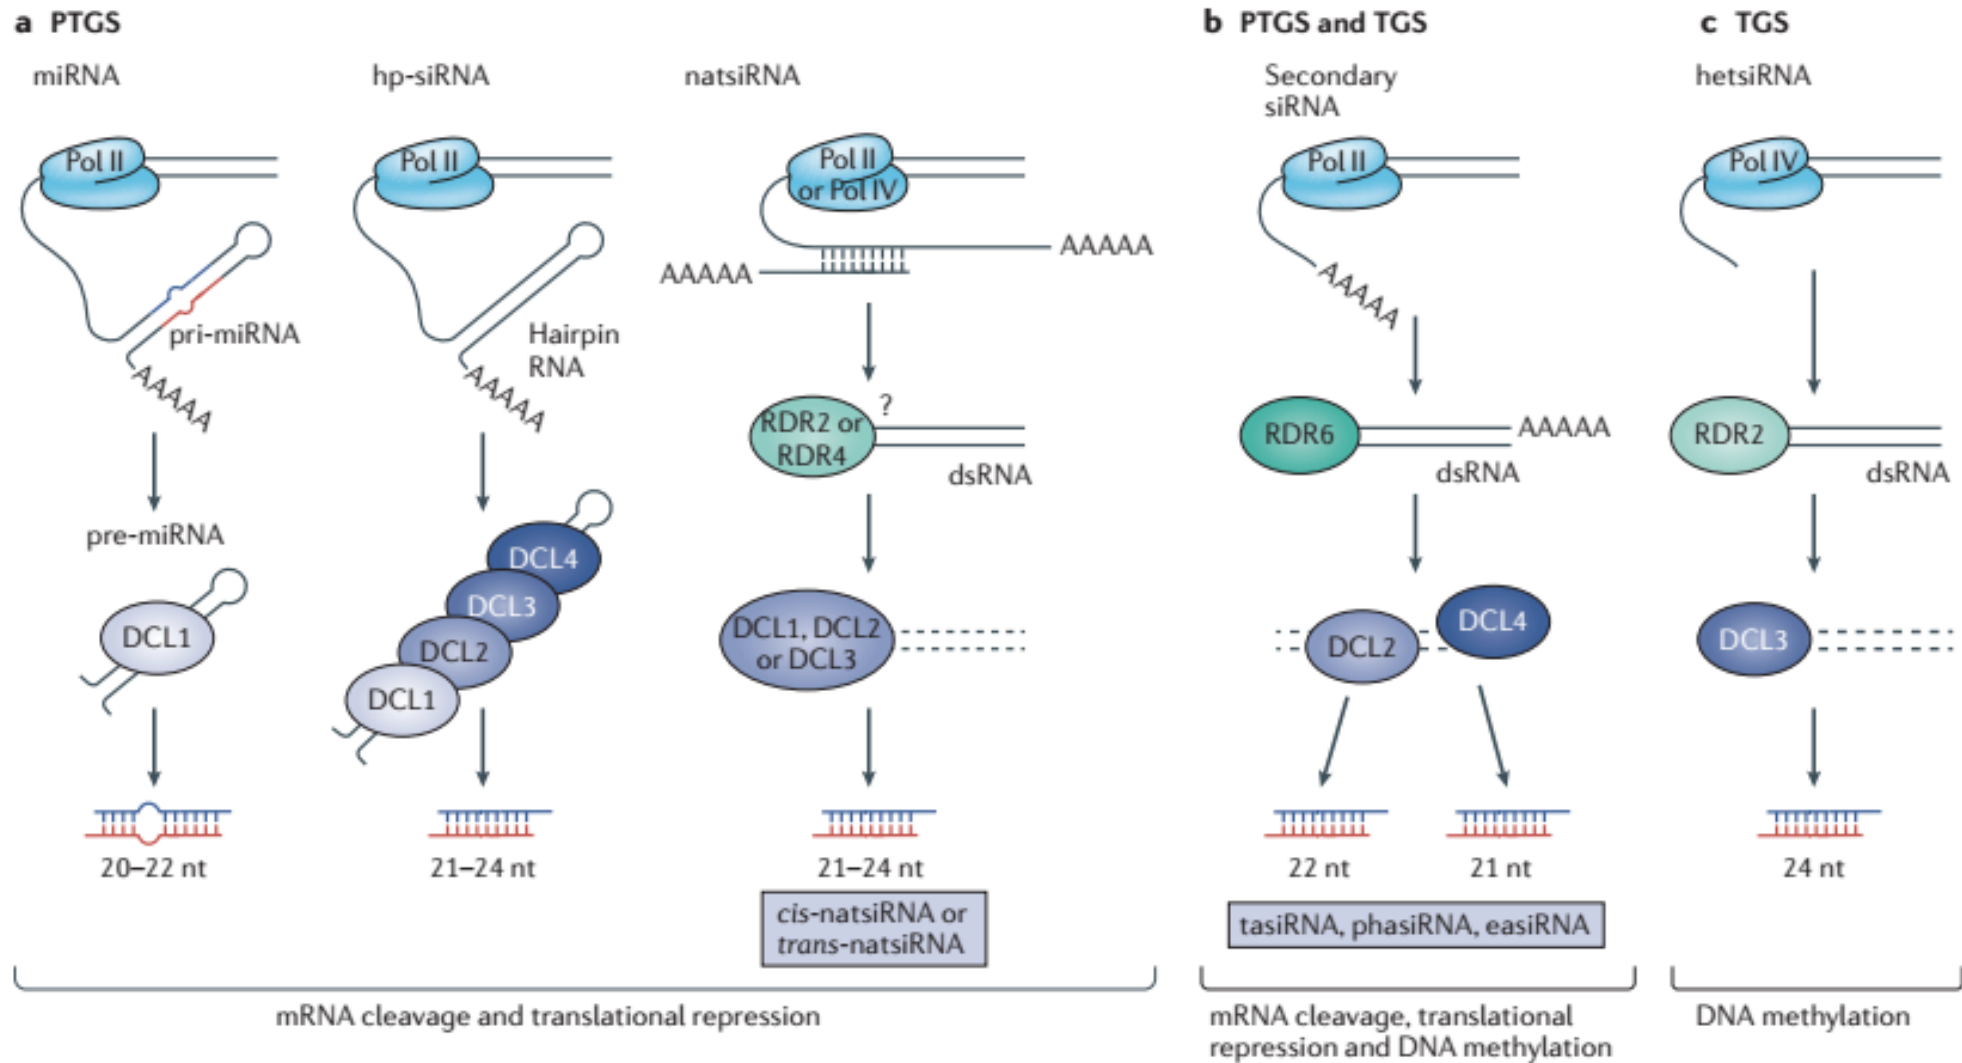 a PTGS
miRNA
Pol II
pri-miRNA
AAAAA
pre-miRNA
DCL1
20–22 nt
hp-siRNA
Pol II
Hairpin
RNA
AAAAA
DCL4
DCL3
DCL2
DCL1
21–24 nt
natsiRNA
Pol II
or Pol IV
AAAAA
AAAAA
?
RDR2 or
RDR4
dsRNA
DCL1, DCL2
or DCL3
21–24 nt
cis-natsiRNA or
trans-natsiRNA
mRNA cleavage and translational repression
b PTGS and TGS
Secondary
siRNA
Pol II
AAAAA
RDR6
AAAAA
dsRNA
DCL2
DCL4
22 nt
21 nt
tasiRNA, phasiRNA, easiRNA
mRNA cleavage, translational
repression and DNA methylation
c TGS
hetsiRNA
Pol IV
RDR2
dsRNA
DCL3
24 nt
DNA methylation